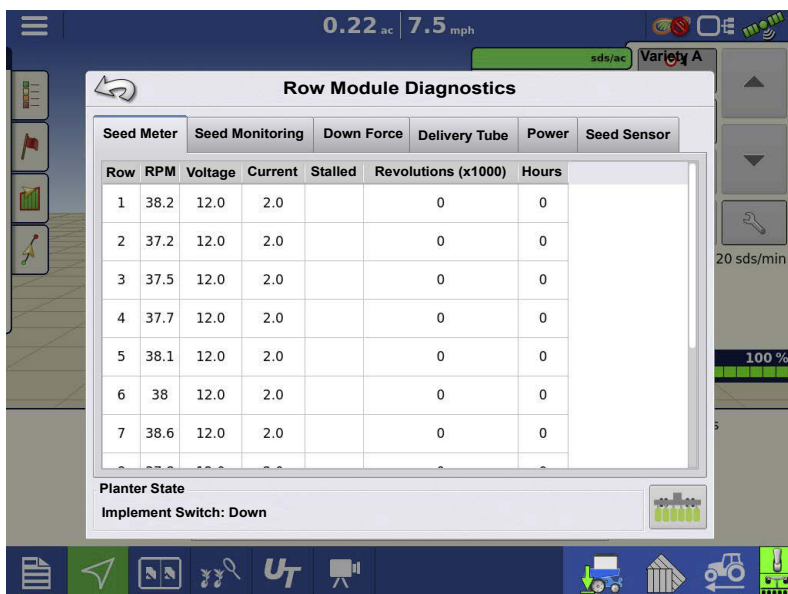 0.22 ac 7.5 mph
sds/ac Variety A
Row Module Diagnostics
Seed Meter Seed Monitoring Down Force Delivery Tube Power Seed Sensor
Row RPM Voltage Current Stalled Revolutions (x1000) Hours
1 38.2 12.0 2.0 0 0
2 37.2 12.0 2.0 0 0
20 sds/min
3 37.5 12.0 2.0 0 0
4 37.7 12.0 2.0 0 0
5 38.1 12.0 2.0 0 0
100 %
6 38 12.0 2.0 0 0
7 38.6 12.0 2.0 0 0
Planter State
Implement Switch: Down
UT